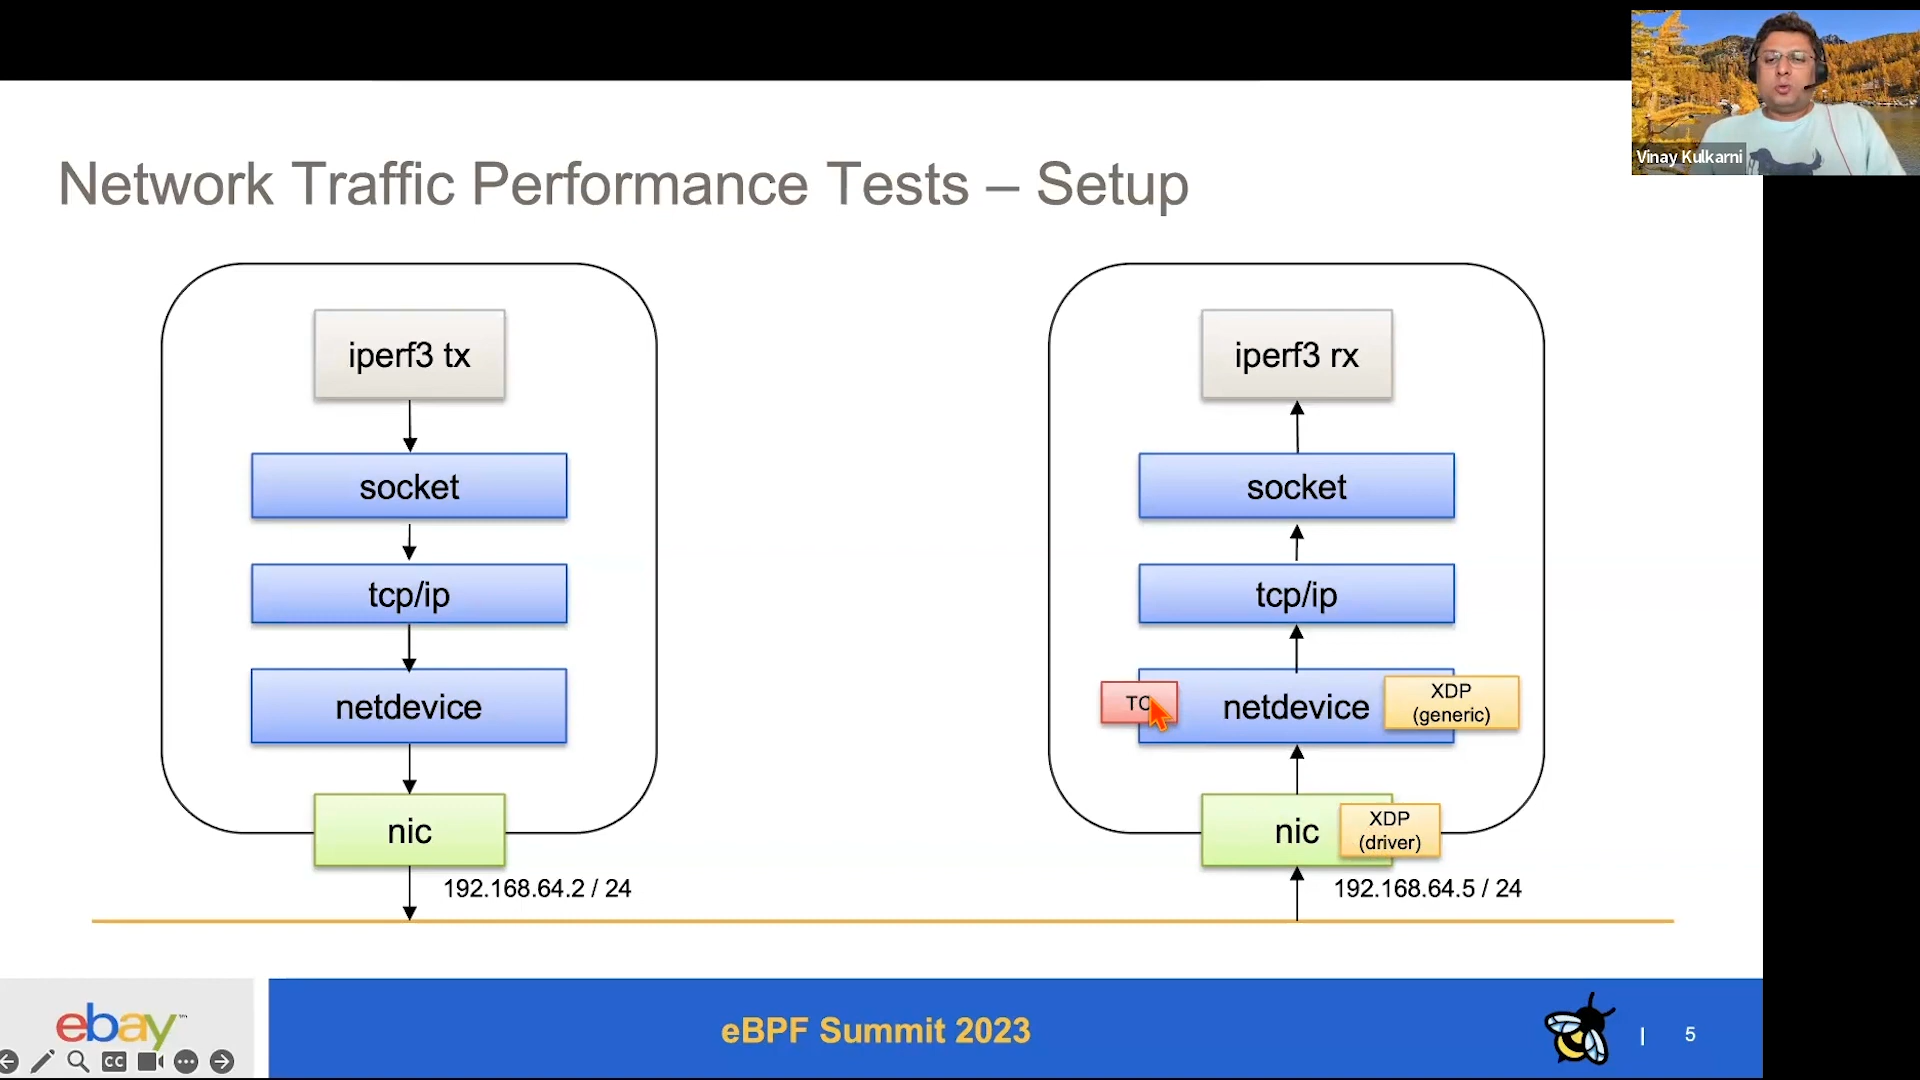 Vinay Kulkarni
Network Traffic Performance Tests – Setup
iperf3 tx
socket
tcp/ip
netdevice
nic
192.168.64.2 / 24
iperf3 rx
socket
tcp/ip
TC
netdevice
XDP
(generic)
nic
XDP
(driver)
192.168.64.5 / 24
ebay™
CC
eBPF Summit 2023
| 5